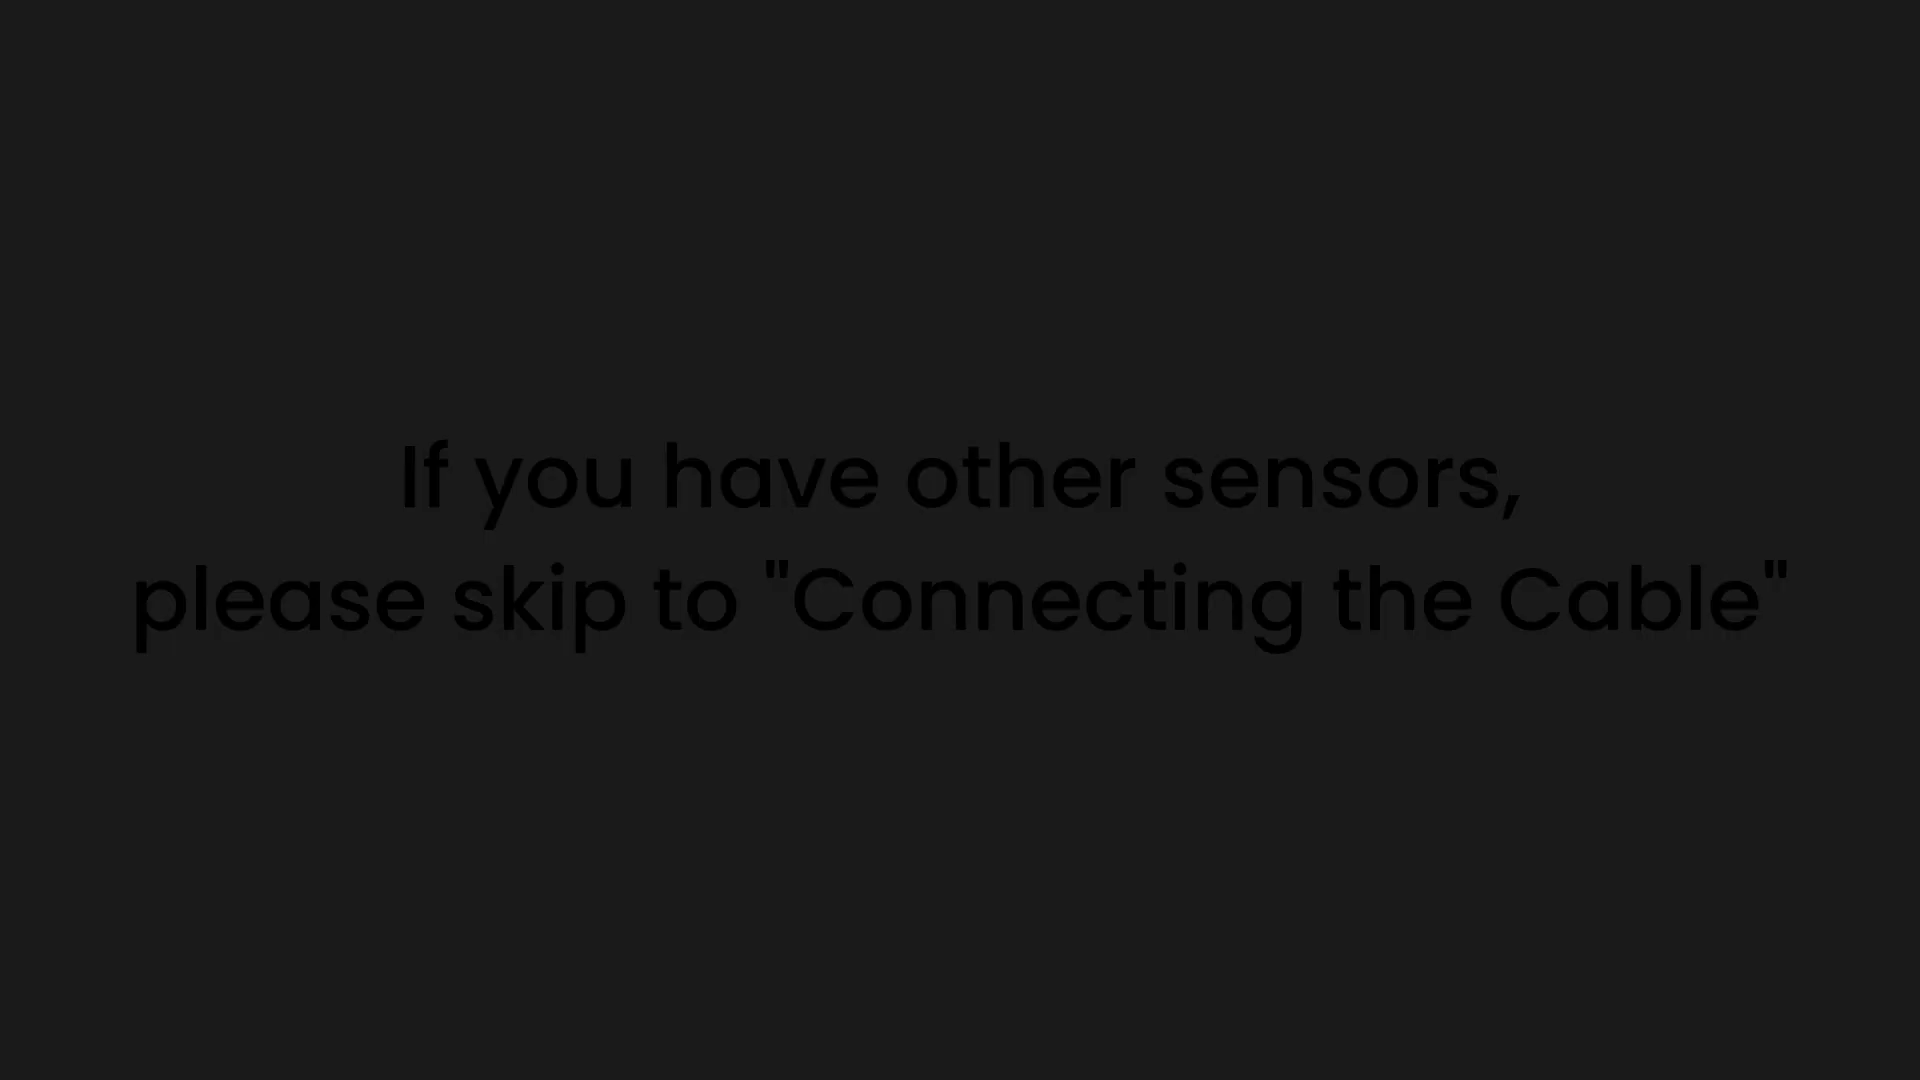 If you have other sensors,
please skip to "Connecting the Cable"